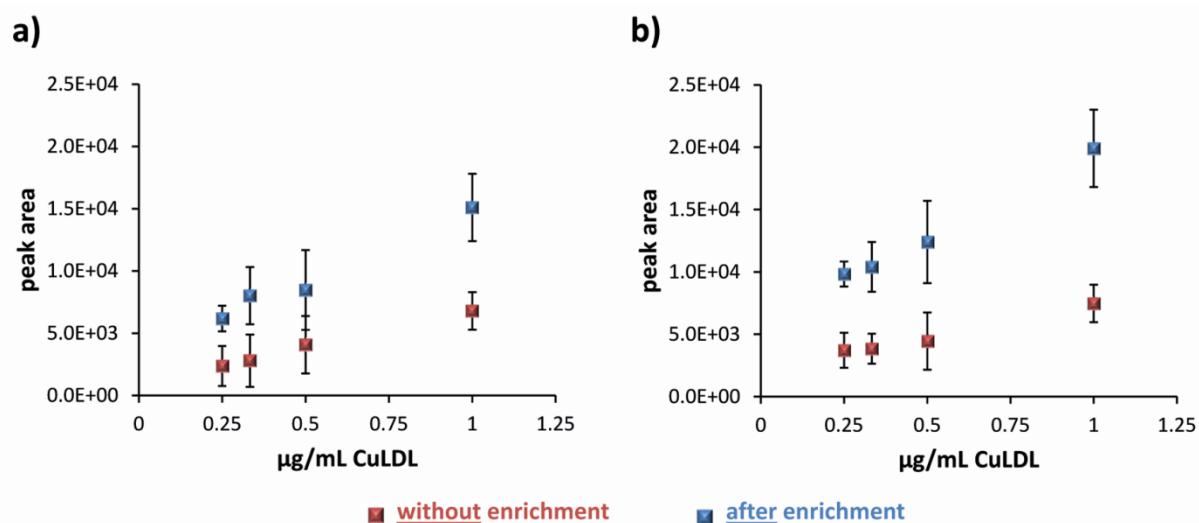 a)
2.5E+04
2.0E+04
1.5E+04
1.0E+04
5.0E+03
0.0E+00
peak area
0 0.25 0.5 0.75 1 1.25
µg/mL CuLDL
b)
2.5E+04
2.0E+04
1.5E+04
1.0E+04
5.0E+03
0.0E+00
peak area
0 0.25 0.5 0.75 1 1.25
µg/mL CuLDL
without enrichment
after enrichment